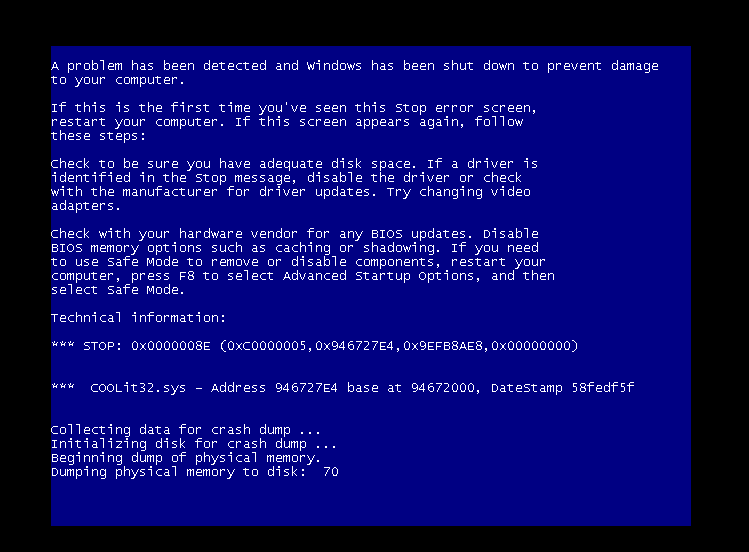 A problem has been detected and Windows has been shut down to prevent damage
to your computer.
If this is the first time you've seen this Stop error screen,
restart your computer. If this screen appears again, follow
these steps:
Check to be sure you have adequate disk space. If a driver is
identified in the Stop message, disable the driver or check
with the manufacturer for driver updates. Try changing video
adapters.
Check with your hardware vendor for any BIOS updates. Disable
BIOS memory options such as caching or shadowing. If you need
to use Safe Mode to remove or disable components, restart your
computer, press F8 to select Advanced Startup Options, and then
select Safe Mode.
Technical information:
*** STOP: 0x0000008E (0xC0000005,0x946727E4,0x9EFB8AE8,0x00000000)
***  COOLit32.sys - Address 946727E4 base at 94672000, DateStamp 58fedf5f
Collecting data for crash dump ...
Initializing disk for crash dump ...
Beginning dump of physical memory.
Dumping physical memory to disk:  70